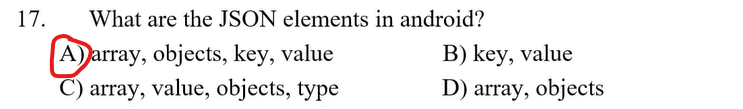 17. What are the JSON elements in android?
A) array, objects, key, value B) key, value
C) array, value, objects, type D) array, objects